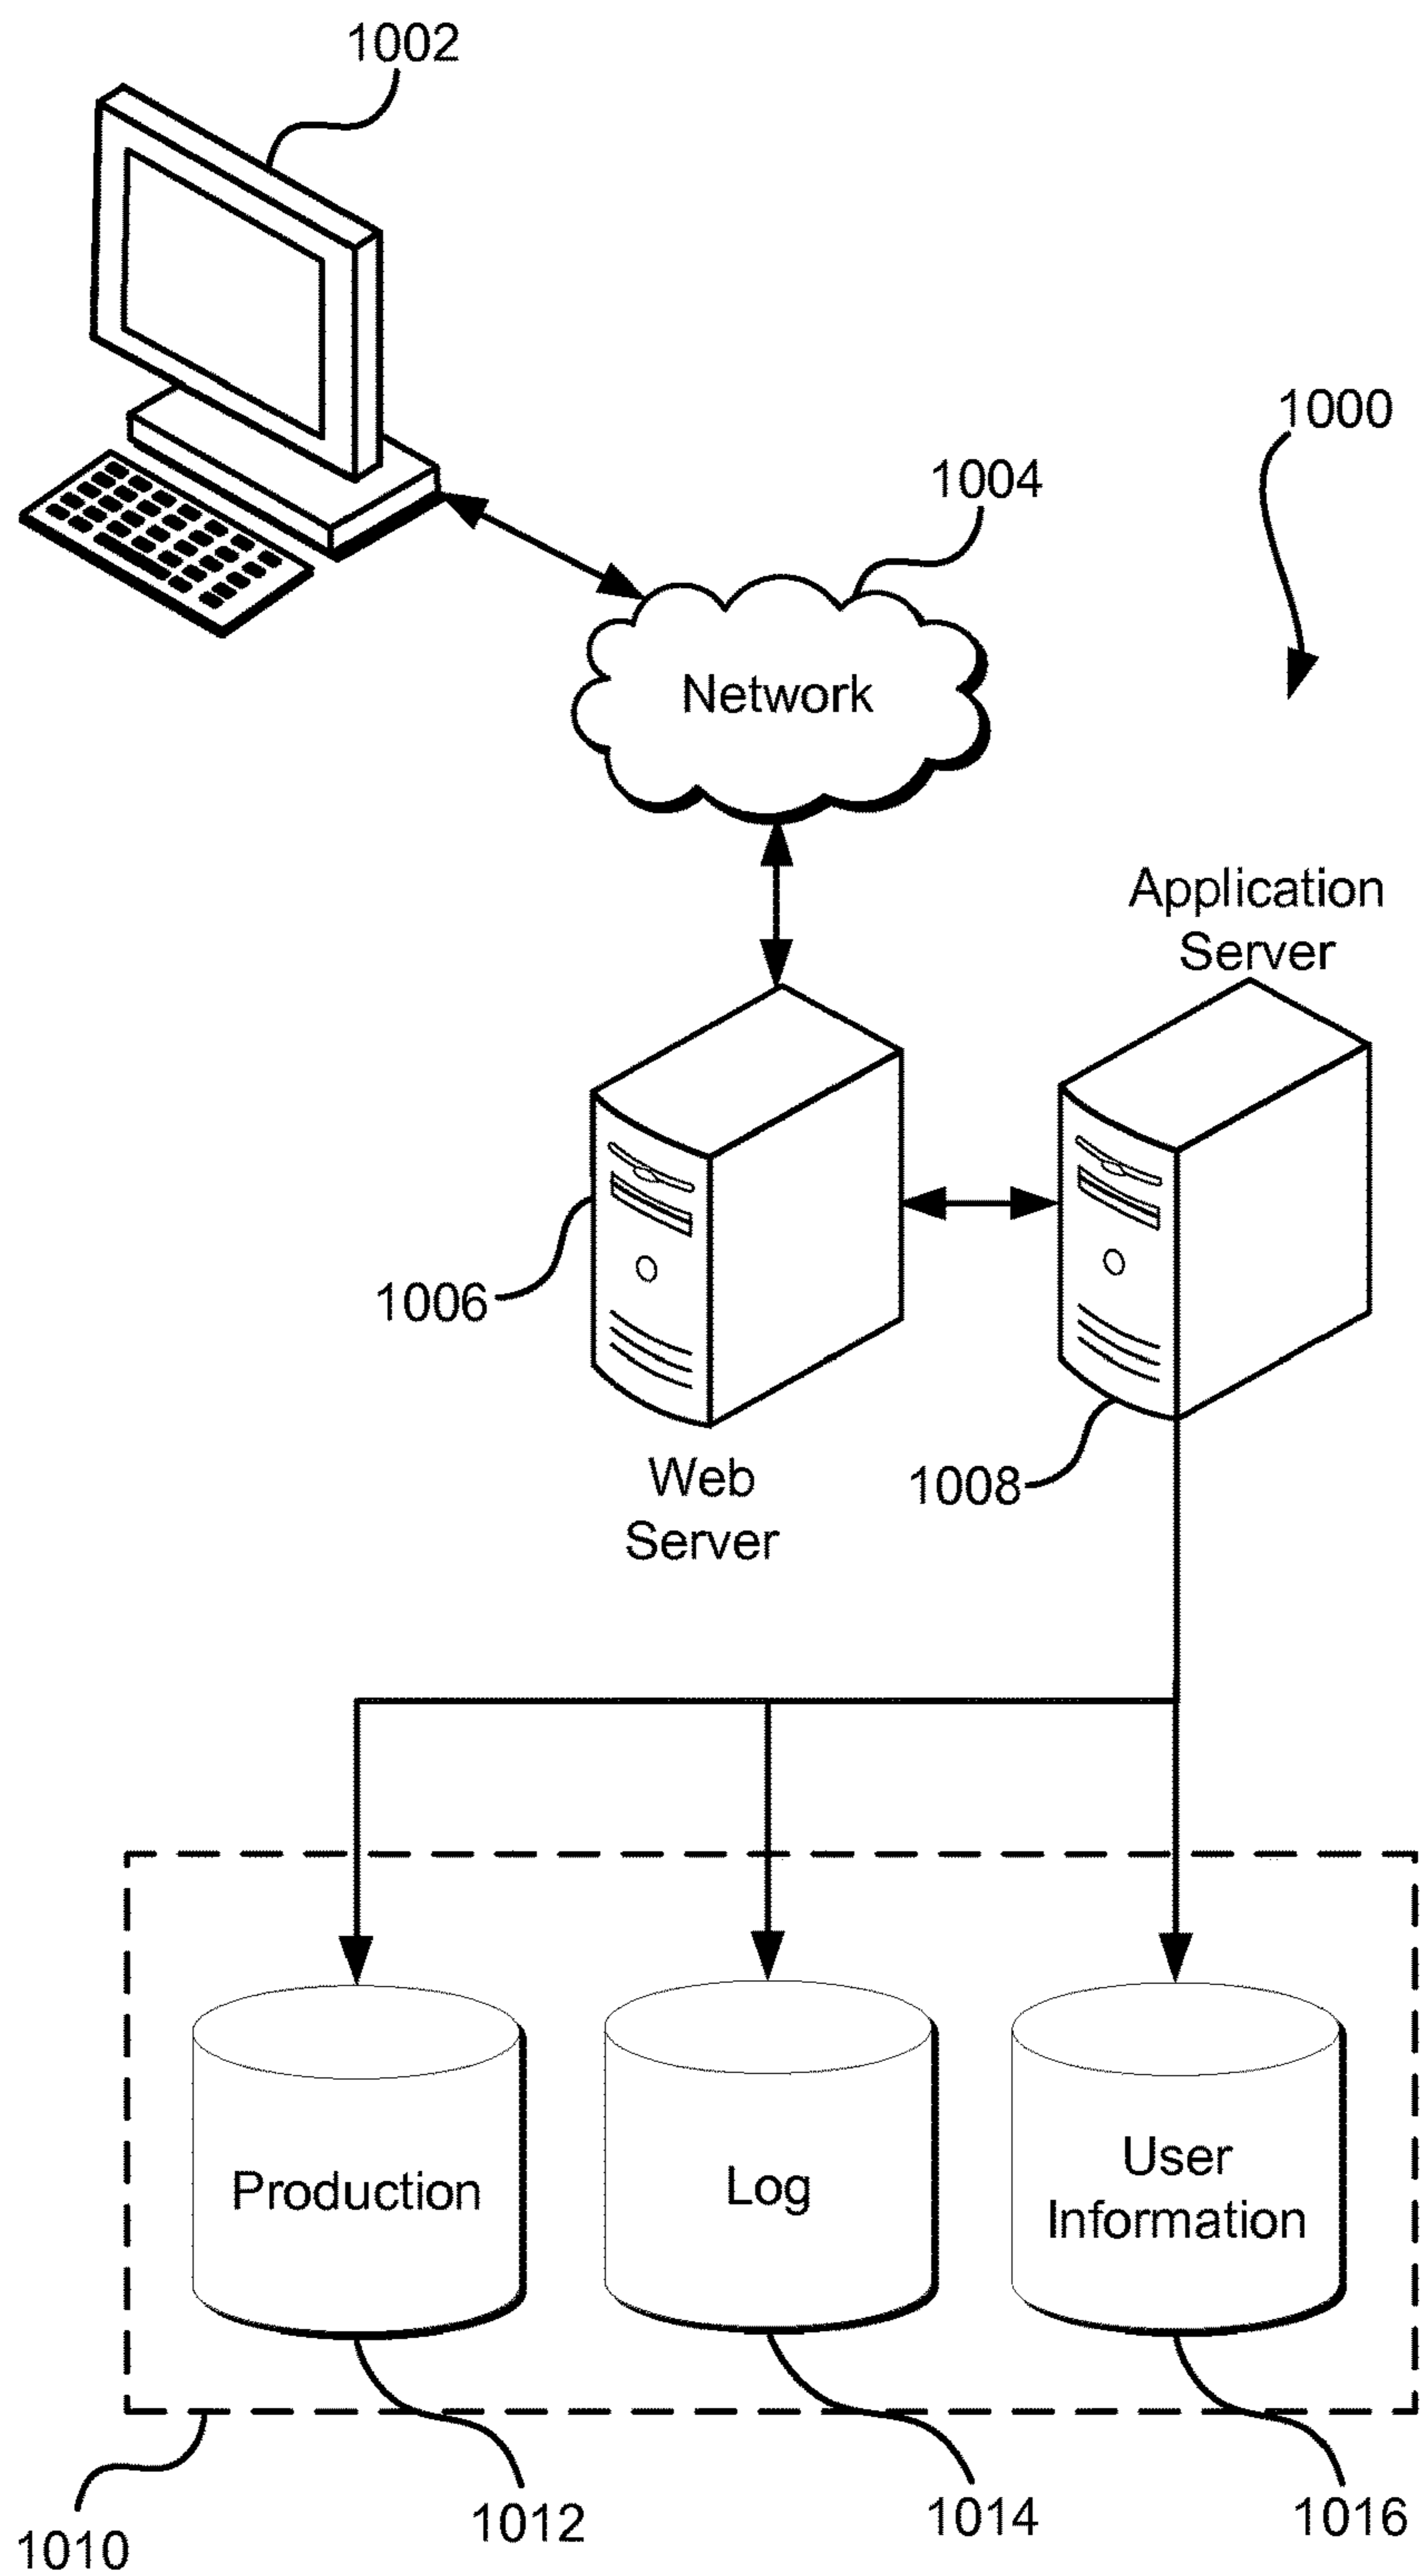 1002
1000
1004
Network
Application
Server
1006
Web
Server
1008
Production
Log
User
Information
1010
1012
1014
1016